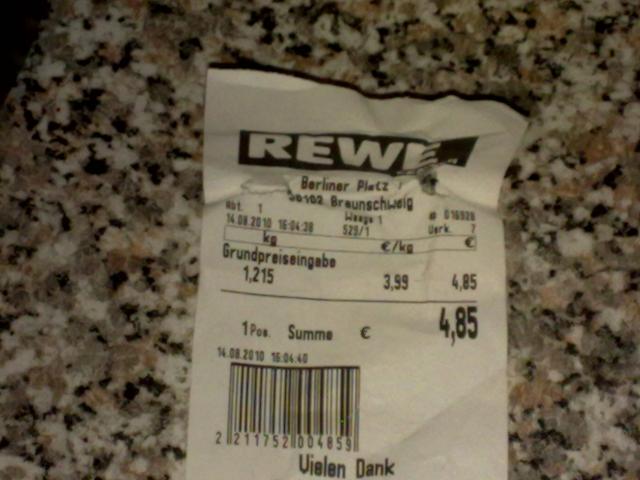 REWE
Berliner Platz 1
38102 Braunschweig
Abt. 1 Waage 1 # 016928
14.08.2010 16:04:38 529/1 Verk. 7
kg €/kg €
Grundpreiseingabe
1,215 3,99 4,85
1 Pos. Summe € 4,85
14.08.2010 16:04:40
2 211752 004859
Vielen Dank